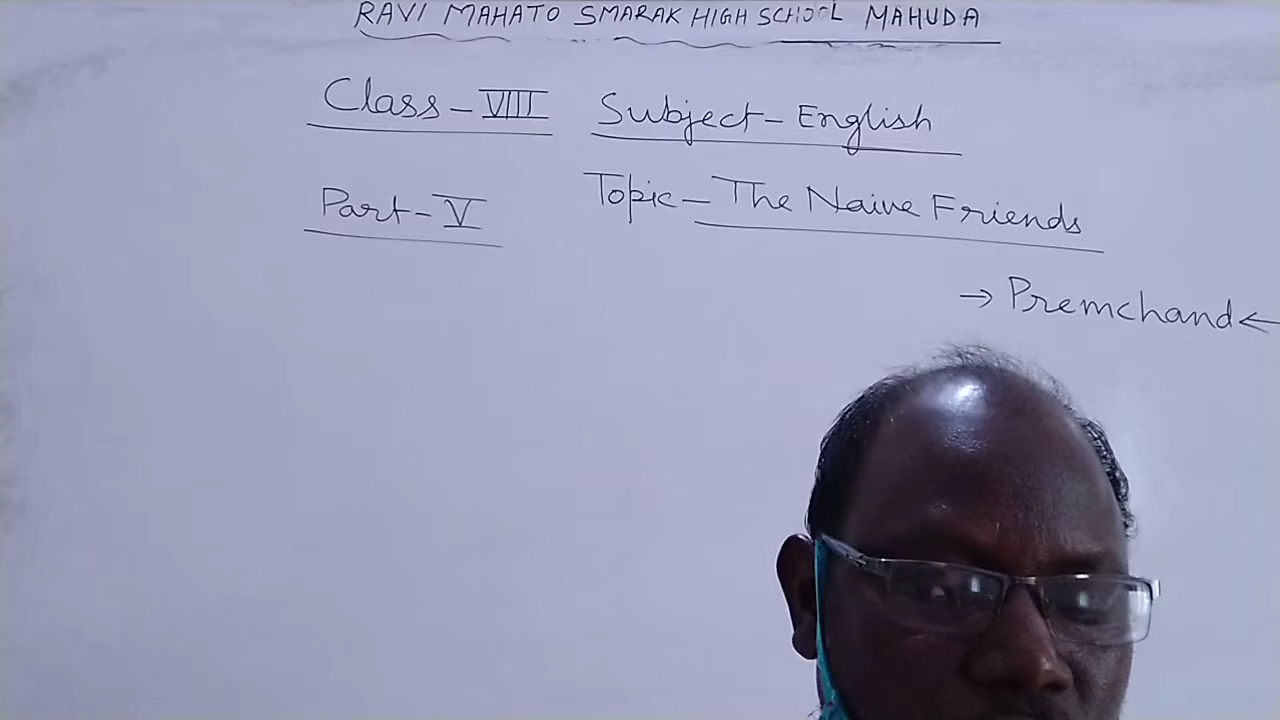 RAVI MAHATO SMARAK HIGH SCHOOL MAHUDA
Class - VIII Subject - English
Part - V Topic - The Naive Friends
→ Premchand ←